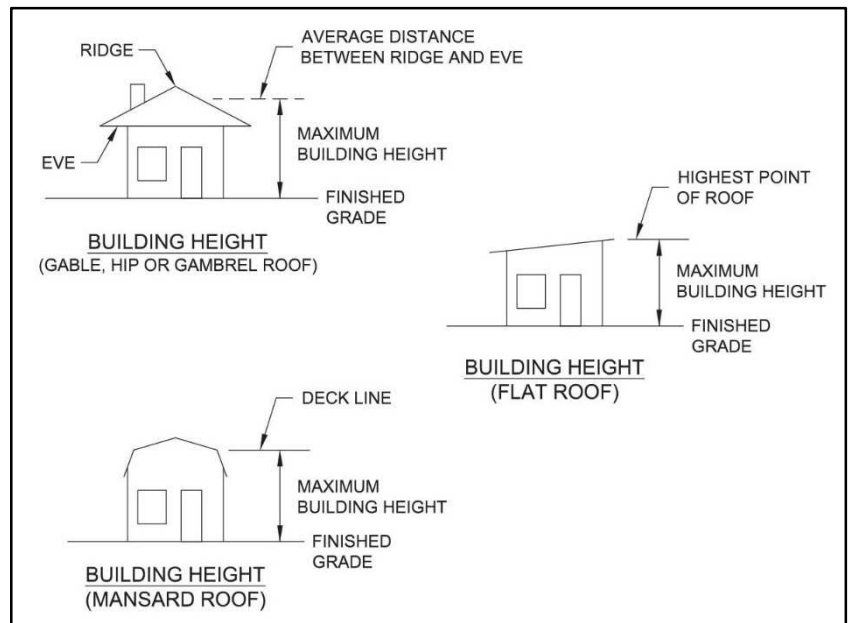 RIDGE
AVERAGE DISTANCE
BETWEEN RIDGE AND EVE
EVE
MAXIMUM
BUILDING HEIGHT
FINISHED
GRADE
BUILDING HEIGHT
(GABLE, HIP OR GAMBREL ROOF)
HIGHEST POINT
OF ROOF
MAXIMUM
BUILDING HEIGHT
FINISHED
GRADE
BUILDING HEIGHT
(FLAT ROOF)
DECK LINE
MAXIMUM
BUILDING HEIGHT
FINISHED
GRADE
BUILDING HEIGHT
(MANSARD ROOF)